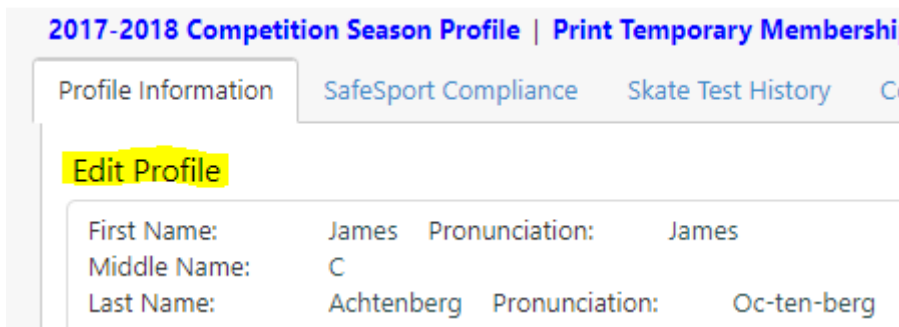 2017-2018 Competition Season Profile | Print Temporary
Profile Information SafeSport Compliance Skate Test History
Edit Profile
First Name: James Pronunciation: James
Middle Name: C
Last Name: Achtenberg Pronunciation: Oc-ten-berg